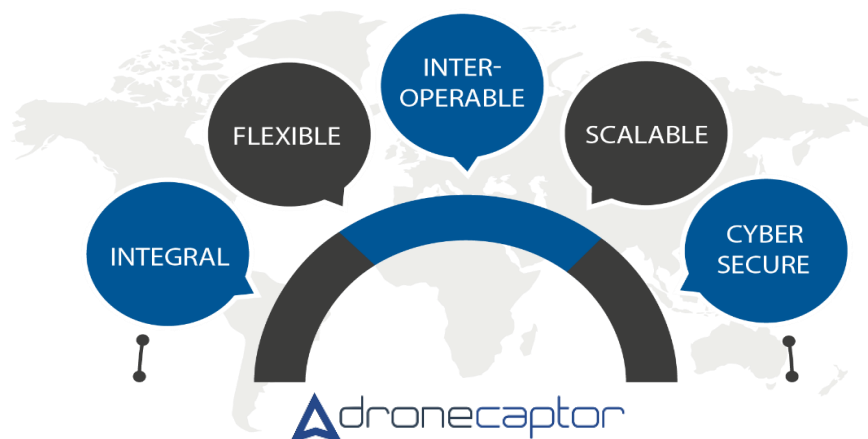 INTEGRAL
FLEXIBLE
INTER-
OPERABLE
SCALABLE
CYBER
SECURE
dronecaptor